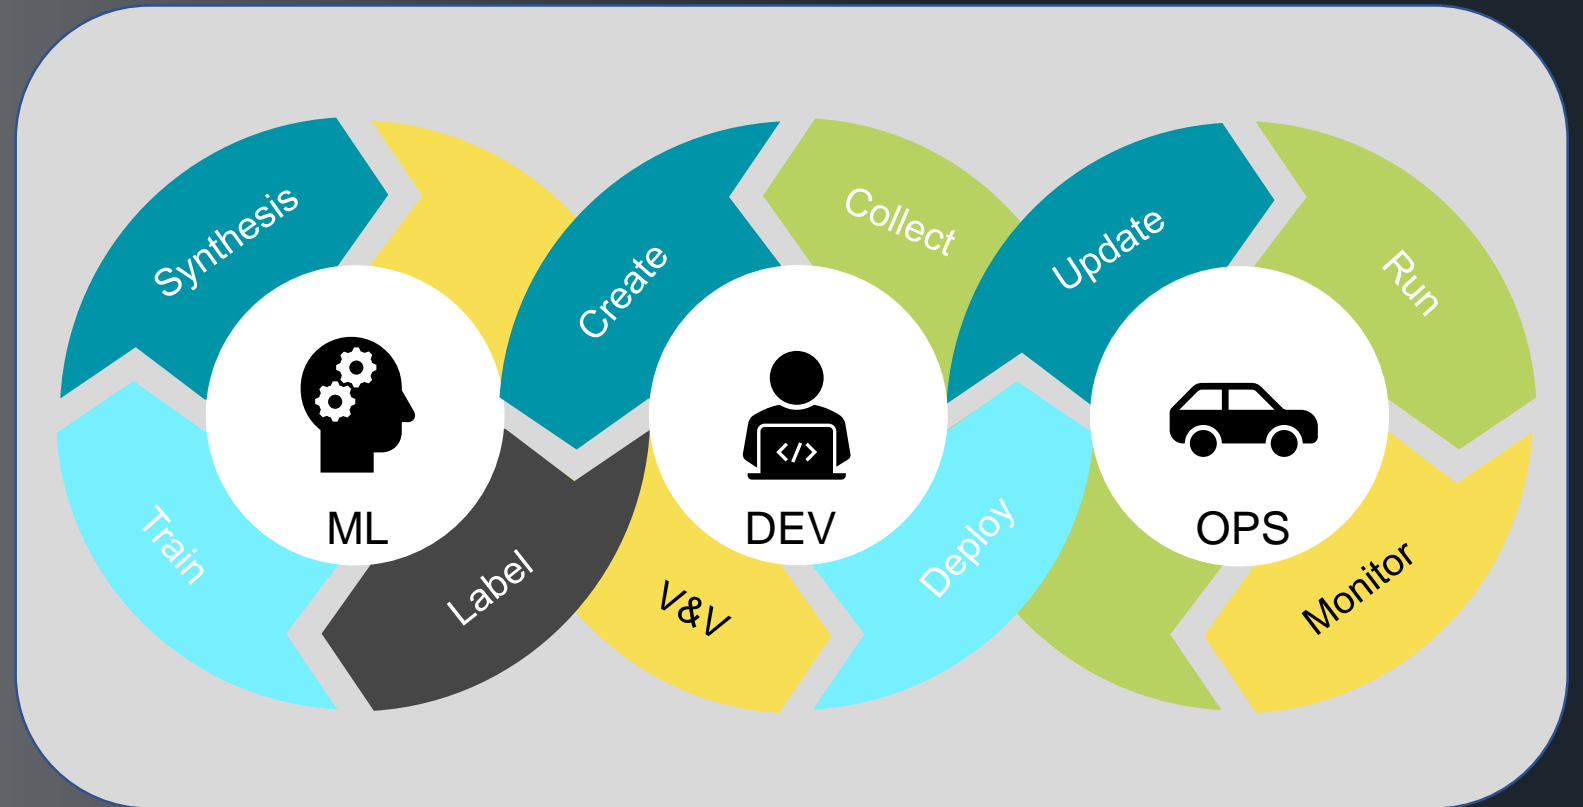 Synthesis
Create
Collect
Update
Run
</>
ML
DEV
OPS
Train
Label
V&V
Deploy
Monitor